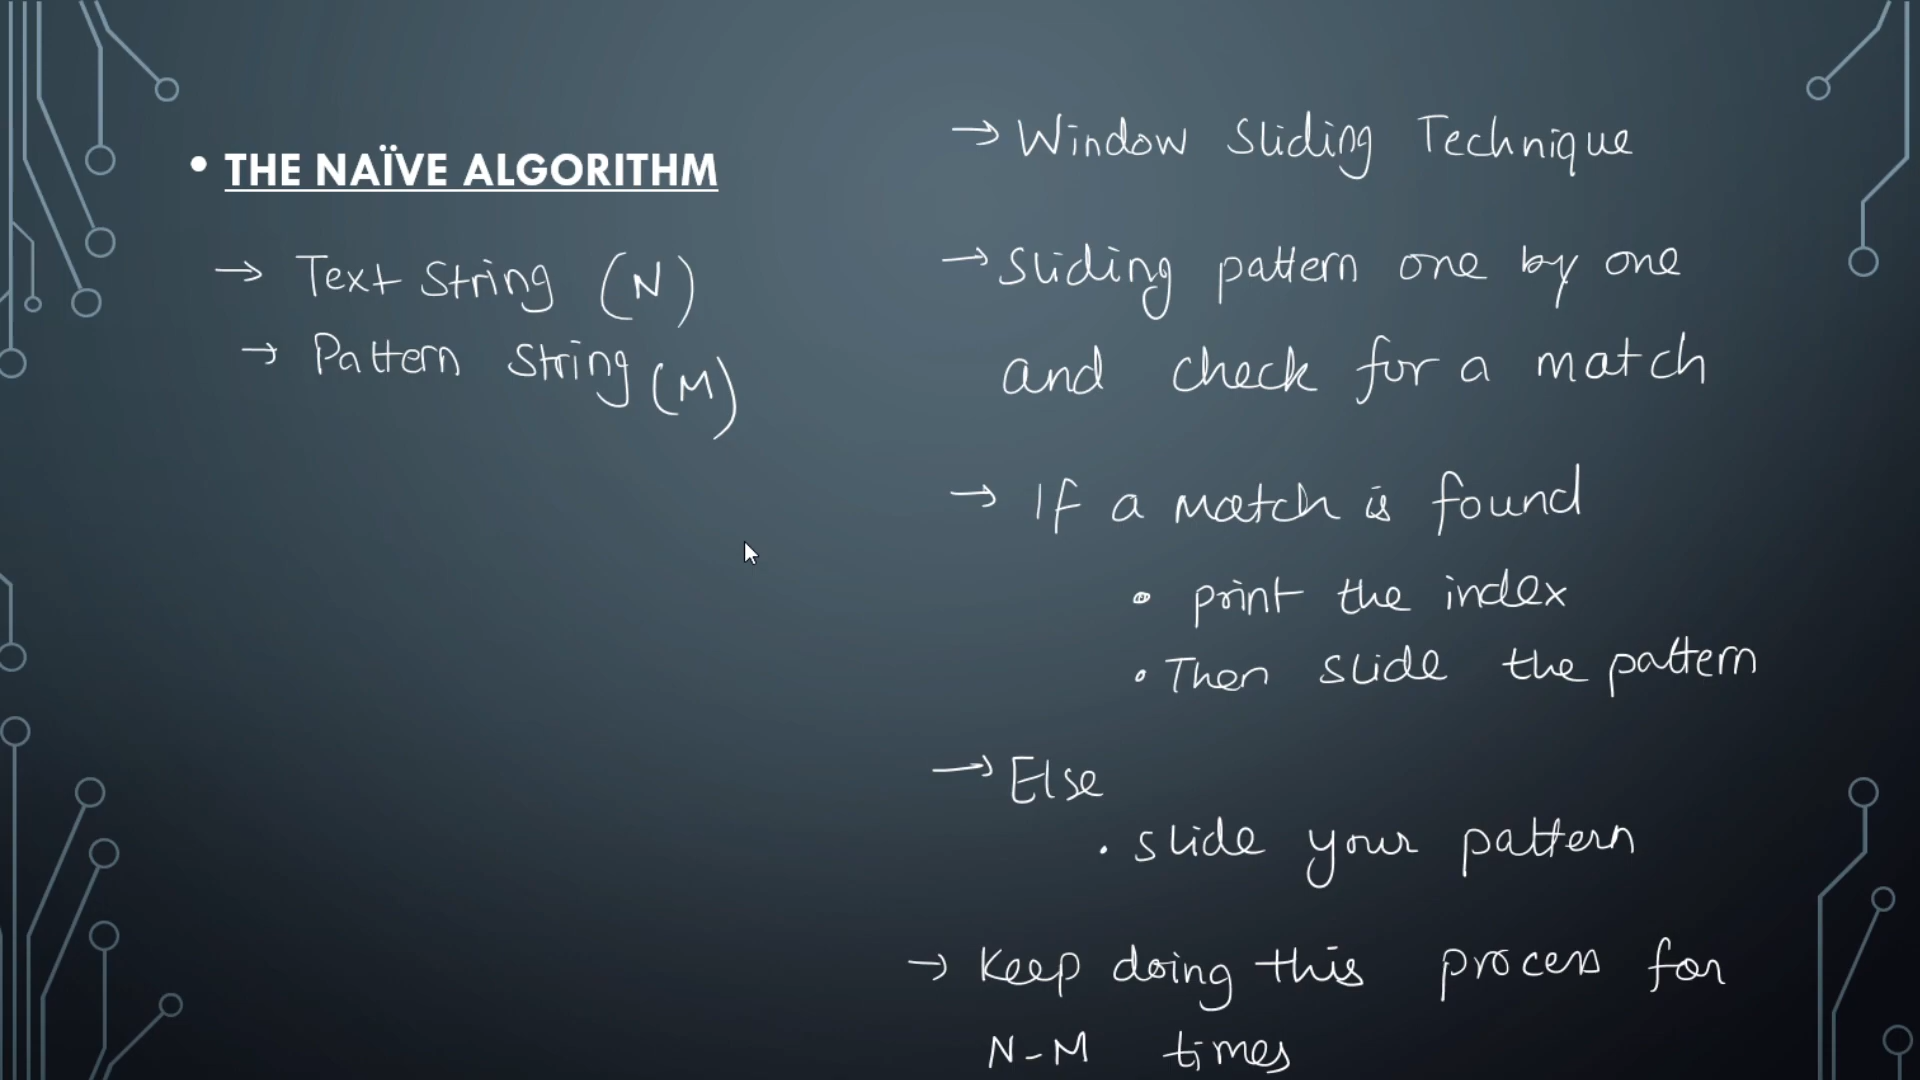 • THE NAÏVE ALGORITHM
→ Text String (N)
→ Pattern String (M)
→ Window Sliding Technique
→ Sliding pattern one by one
and check for a match
→ If a match is found
• print the index
• Then slide the pattern
→ Else
• slide your pattern
→ Keep doing this process for
N-M times